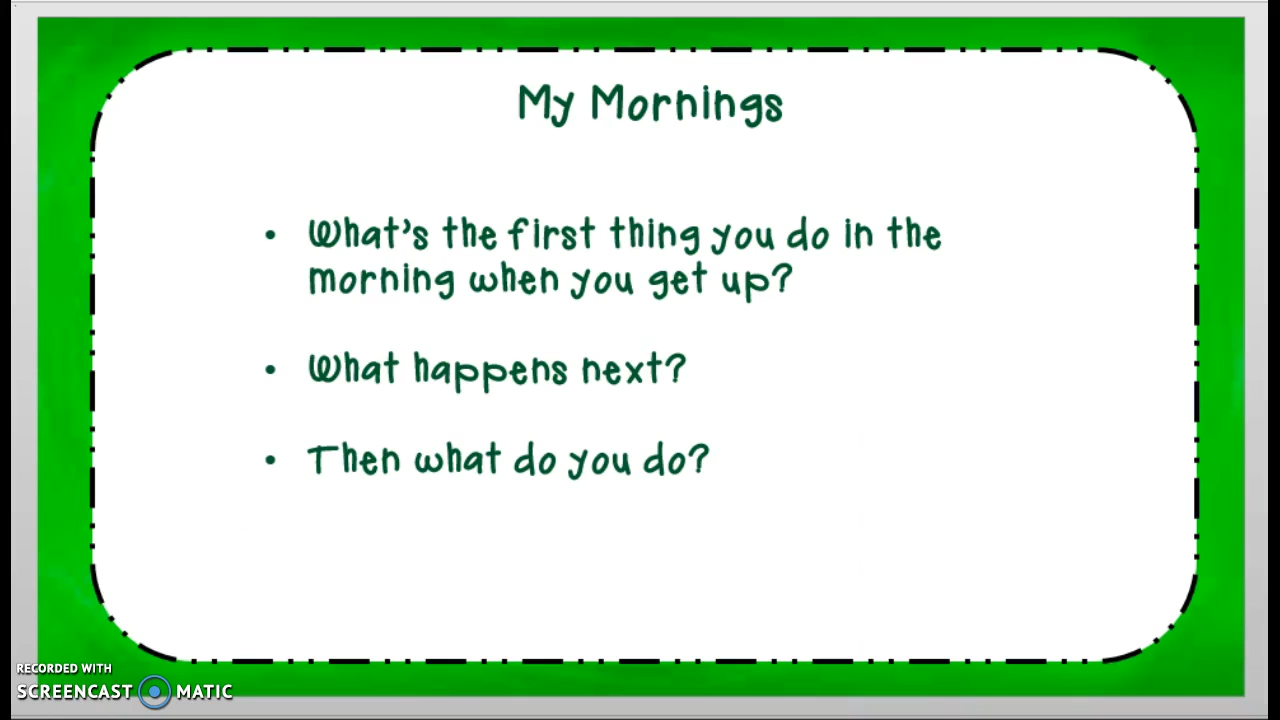 My Mornings
• What's the first thing you do in the
morning when you get up?
• What happens next?
• Then what do you do?
RECORDED WITH
SCREENCAST MATIC